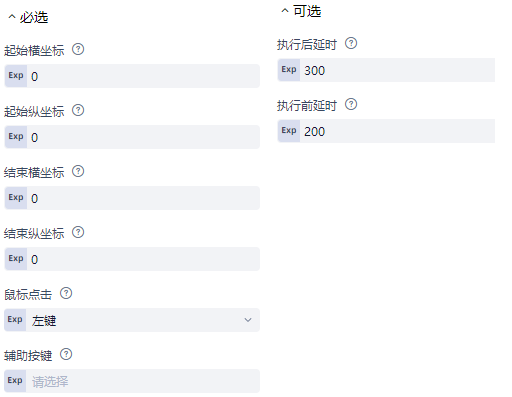 必选
起始横坐标
Exp 0
起始纵坐标
Exp 0
结束横坐标
Exp 0
结束纵坐标
Exp 0
鼠标点击
Exp 左键
辅助按键
Exp 请选择
可选
执行后延时
Exp 300
执行前延时
Exp 200